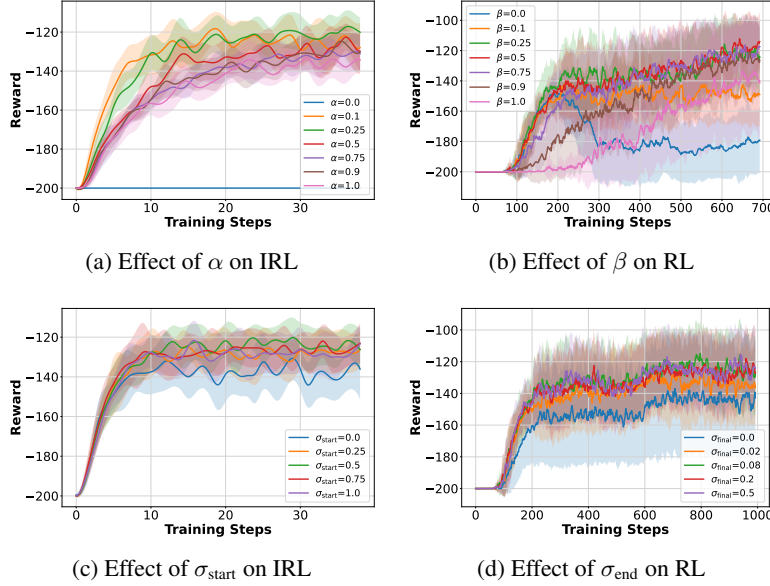 −120
−130
−140
−150
−160
−170
−180
−190
−200
Reward
0
10
20
30
Training Steps
α=0.0
α=0.1
α=0.25
α=0.5
α=0.75
α=0.9
α=1.0
(a) Effect of α on IRL
−100
−120
−140
−160
−180
−200
Reward
0
100
200
300
400
500
600
700
Training Steps
β=0.0
β=0.1
β=0.25
β=0.5
β=0.75
β=0.9
β=1.0
(b) Effect of β on RL
−120
−140
−160
−180
−200
Reward
0
10
20
30
Training Steps
σstart=0.0
σstart=0.25
σstart=0.5
σstart=0.75
σstart=1.0
(c) Effect of σstart on IRL
−100
−120
−140
−160
−180
−200
Reward
0
200
400
600
800
1000
Training Steps
σfinal=0.0
σfinal=0.02
σfinal=0.08
σfinal=0.2
σfinal=0.5
(d) Effect of σend on RL